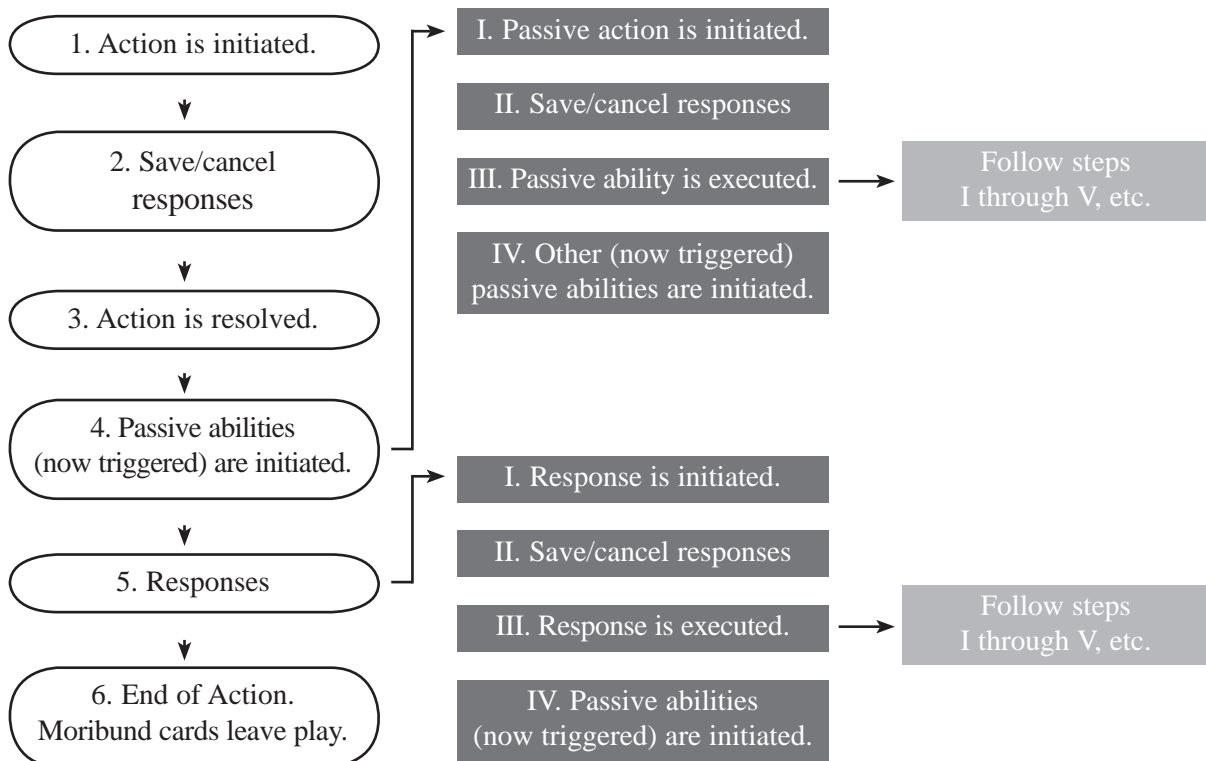 1. Action is initiated.
2. Save/cancel
responses
3. Action is resolved.
4. Passive abilities
(now triggered) are initiated.
5. Responses
6. End of Action.
Moribund cards leave play.
I. Passive action is initiated.
II. Save/cancel responses
III. Passive ability is executed.
IV. Other (now triggered)
passive abilities are initiated.
Follow steps
I through V, etc.
I. Response is initiated.
II. Save/cancel responses
III. Response is executed.
IV. Passive abilities
(now triggered) are initiated.
Follow steps
I through V, etc.